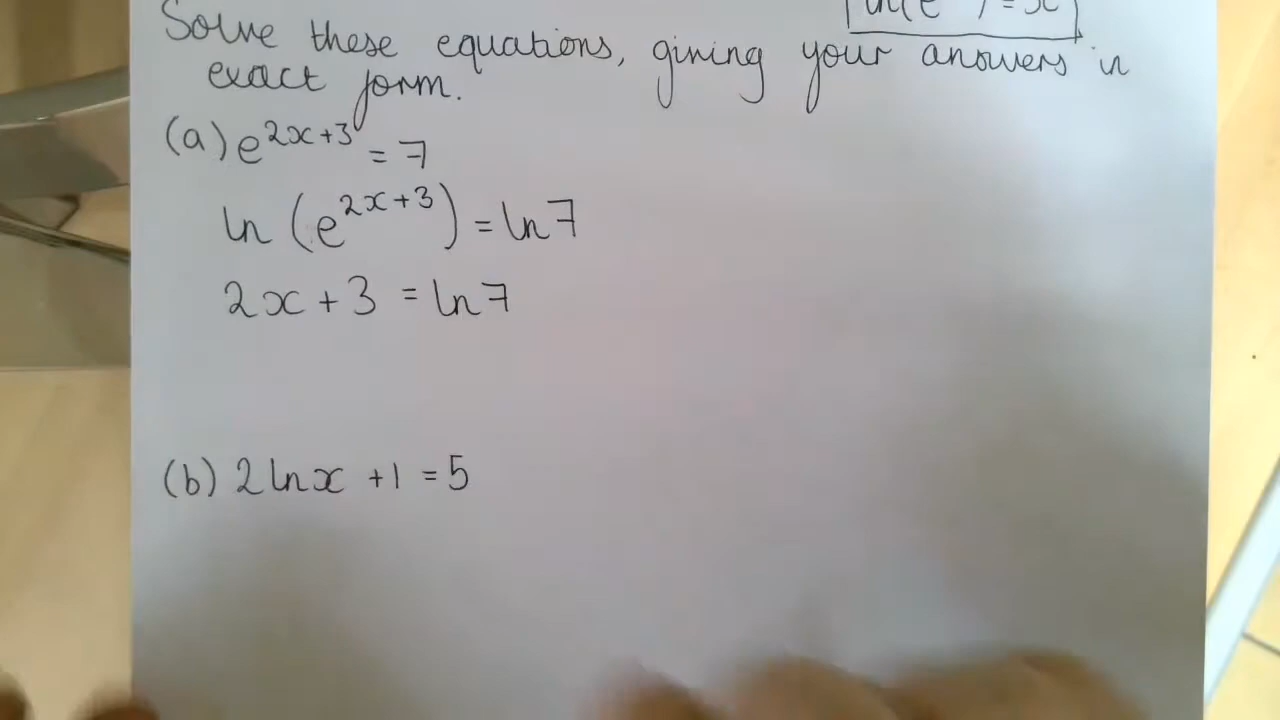 ln(e ) = x
Solve these equations, giving your answers in
exact form.
(a) e^{2x+3} = 7
ln (e^{2x+3}) = ln 7
2x + 3 = ln 7
(b) 2 ln x + 1 = 5